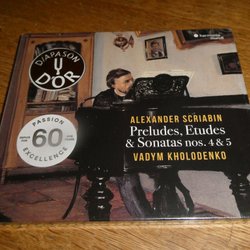 DIAPASON
D'OR
PASSION
60
EXCELLENCE
ALEXANDER SCRIABIN
Preludes, Etudes
& Sonatas nos. 4 & 5
VADYM KHOLODENKO